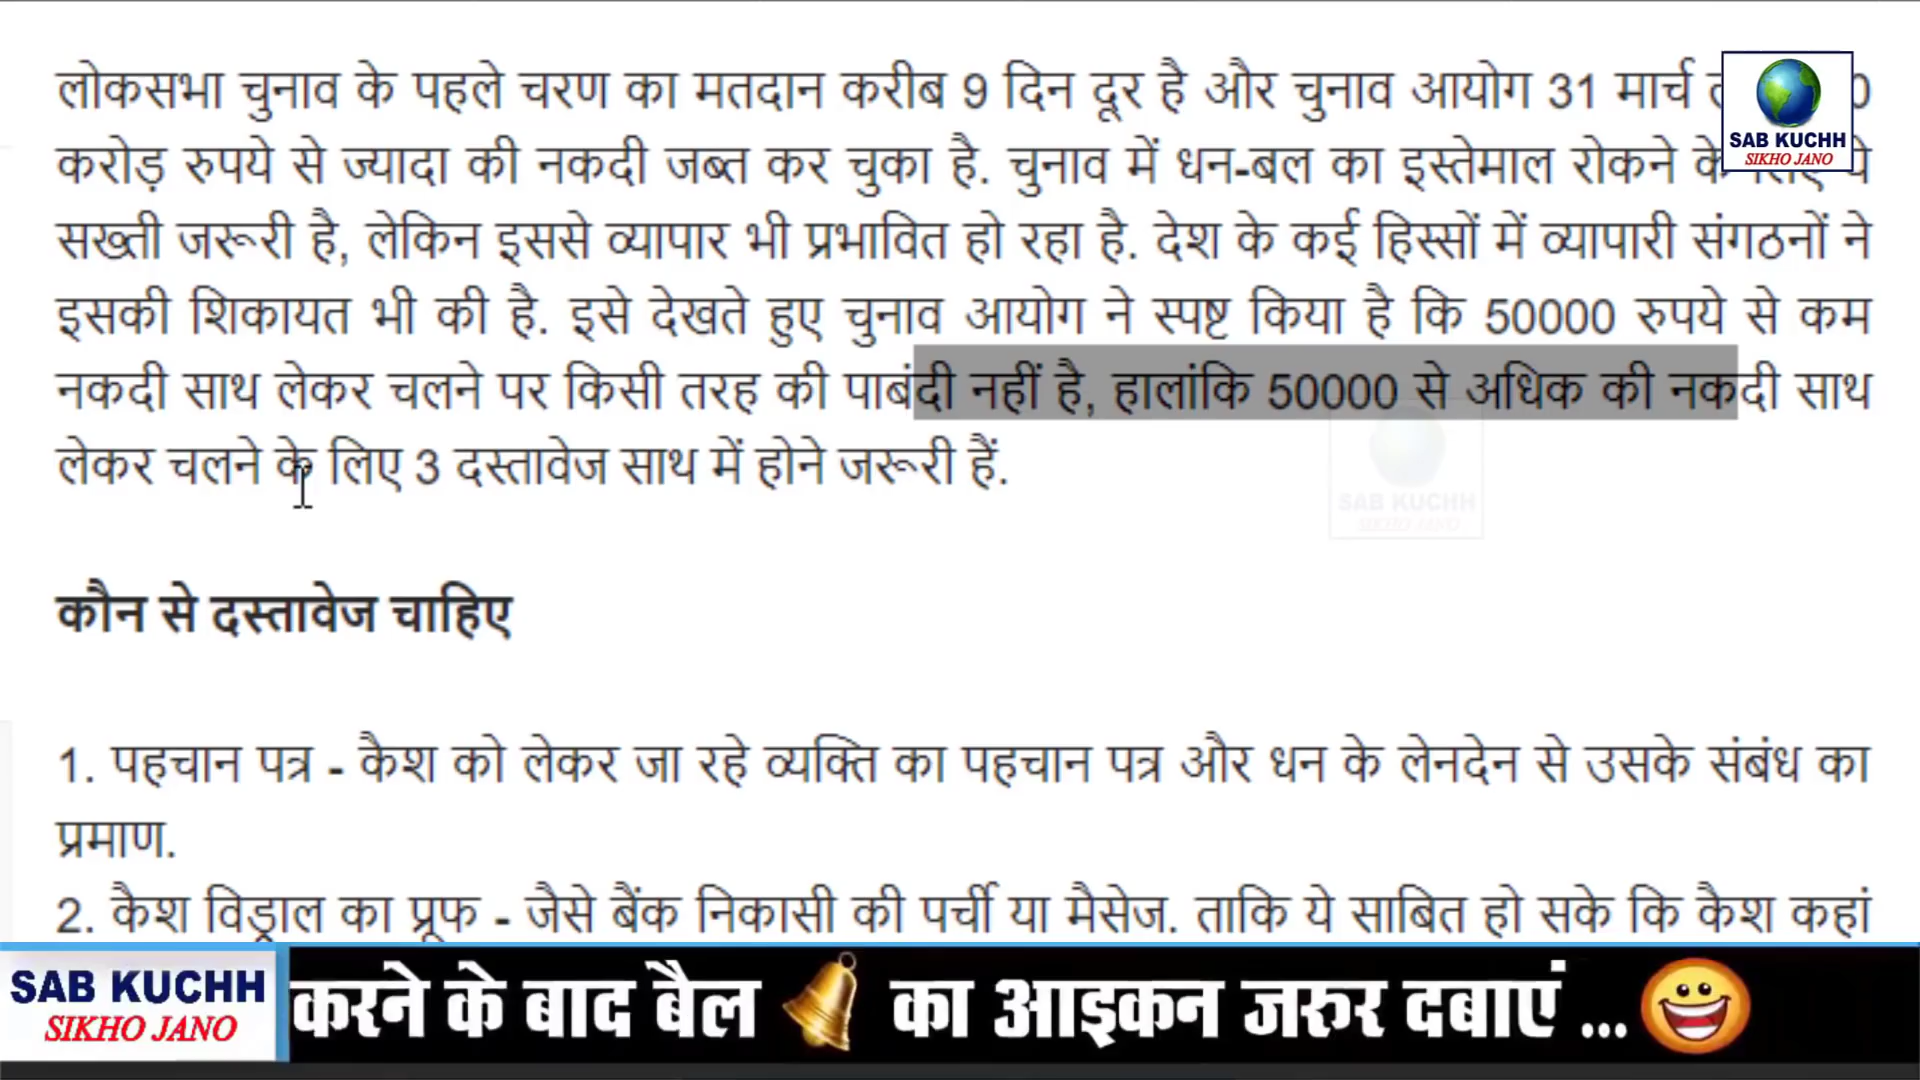 लोकसभा चुनाव के पहले चरण का मतदान करीब 9 दिन दूर है और चुनाव आयोग 31 मार्च
करोड़ रुपये से ज्यादा की नकदी जब्त कर चुका है. चुनाव में धन-बल का इस्तेमाल रोकने के लिए ये
सख्ती जरूरी है, लेकिन इससे व्यापार भी प्रभावित हो रहा है. देश के कई हिस्सों में व्यापारी संगठनों ने
इसकी शिकायत भी की है. इसे देखते हुए चुनाव आयोग ने स्पष्ट किया है कि 50000 रुपये से कम
नकदी साथ लेकर चलने पर किसी तरह की पाबंदी नहीं है, हालांकि 50000 से अधिक की नकदी साथ
लेकर चलने के लिए 3 दस्तावेज साथ में होने जरूरी हैं.
कौन से दस्तावेज चाहिए
1. पहचान पत्र - कैश को लेकर जा रहे व्यक्ति का पहचान पत्र और धन के लेनदेन से उसके संबंध का
प्रमाण.
2. कैश विड्राल का प्रूफ - जैसे बैंक निकासी की पर्ची या मैसेज. ताकि ये साबित हो सके कि कैश कहां
SAB KUCHH
SIKHO JANO
SAB KUCHH
SIKHO JANO
SAB KUCHH
SIKHO JANO
करने के बाद बैल का आइकन जरुर दबाएं ...